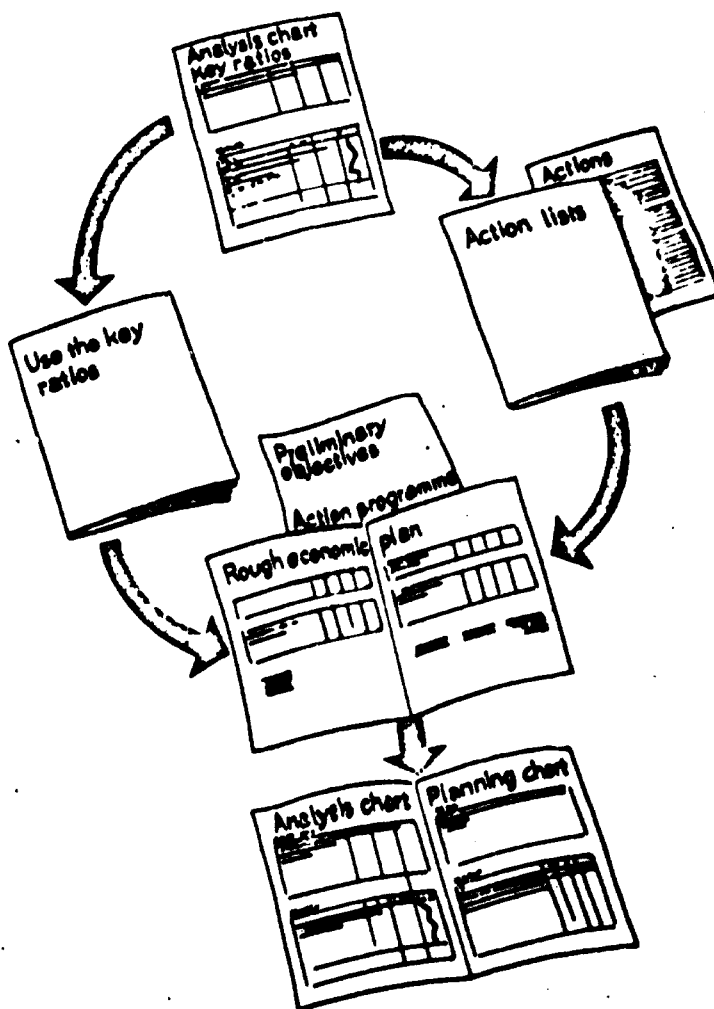 Analysis chart
Key ratios
Actions
Action lists
Use the key
ratios
Preliminary
objectives
Action programme
Rough economic plan
Analysis chart
Planning chart